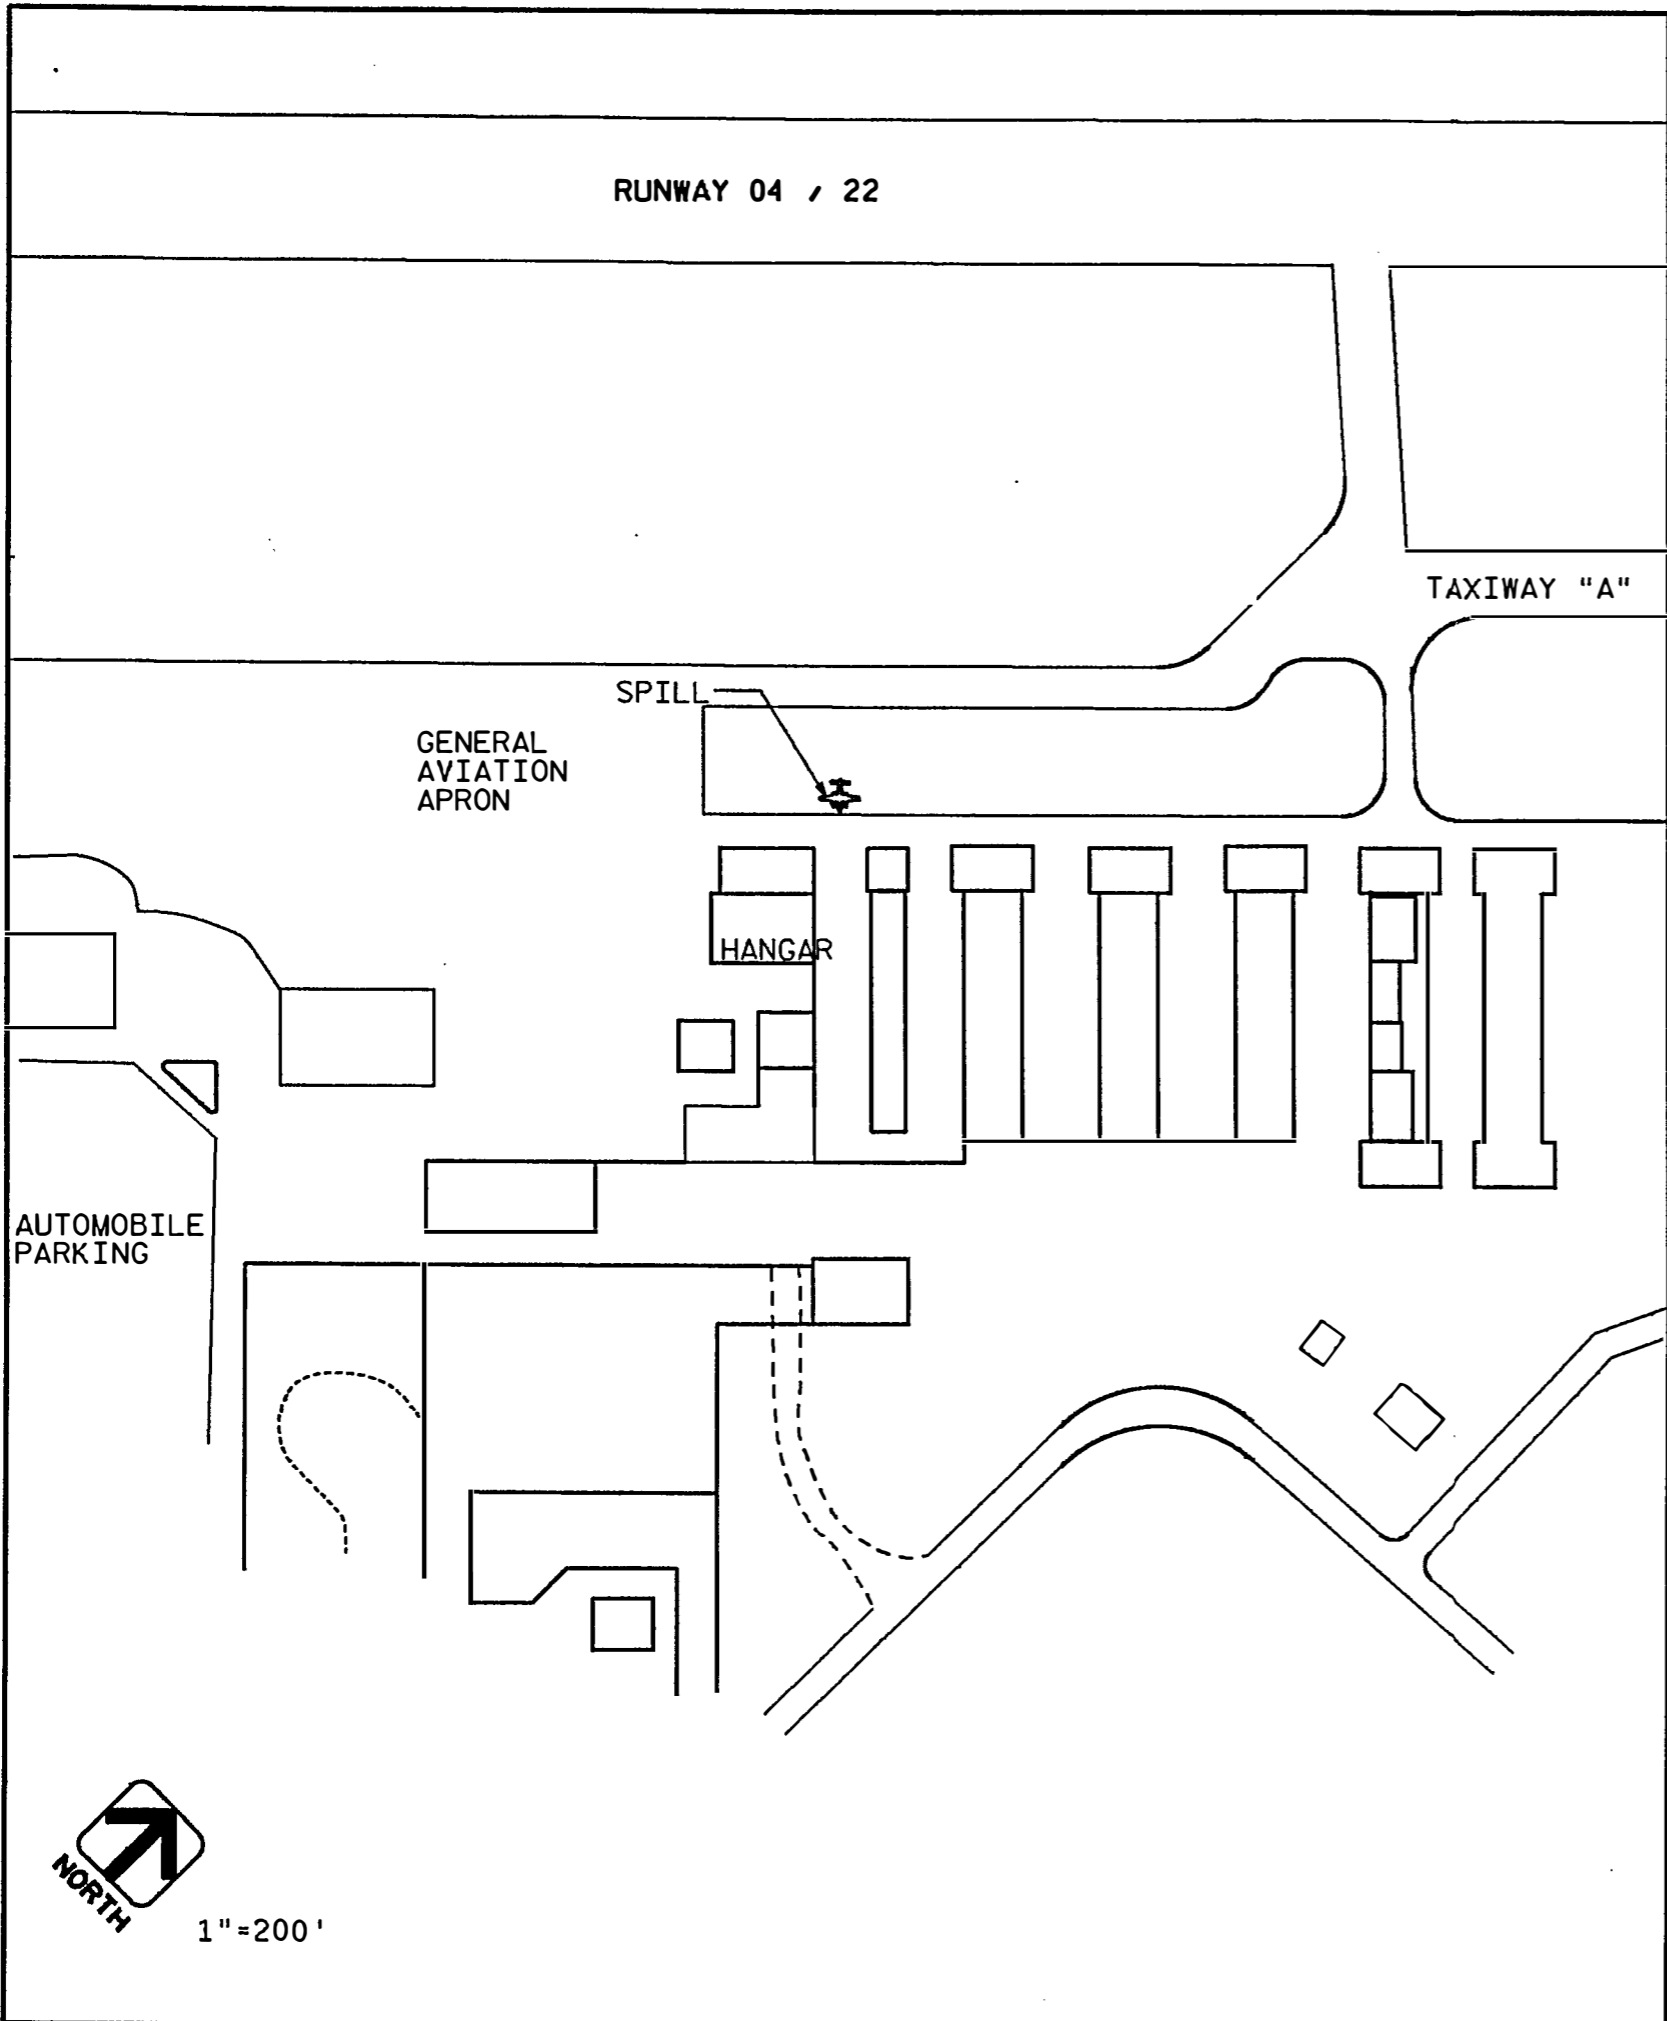 RUNWAY 04 / 22
TAXIWAY "A"
SPILL
GENERAL
AVIATION
APRON
HANGAR
AUTOMOBILE
PARKING
NORTH
1"=200'